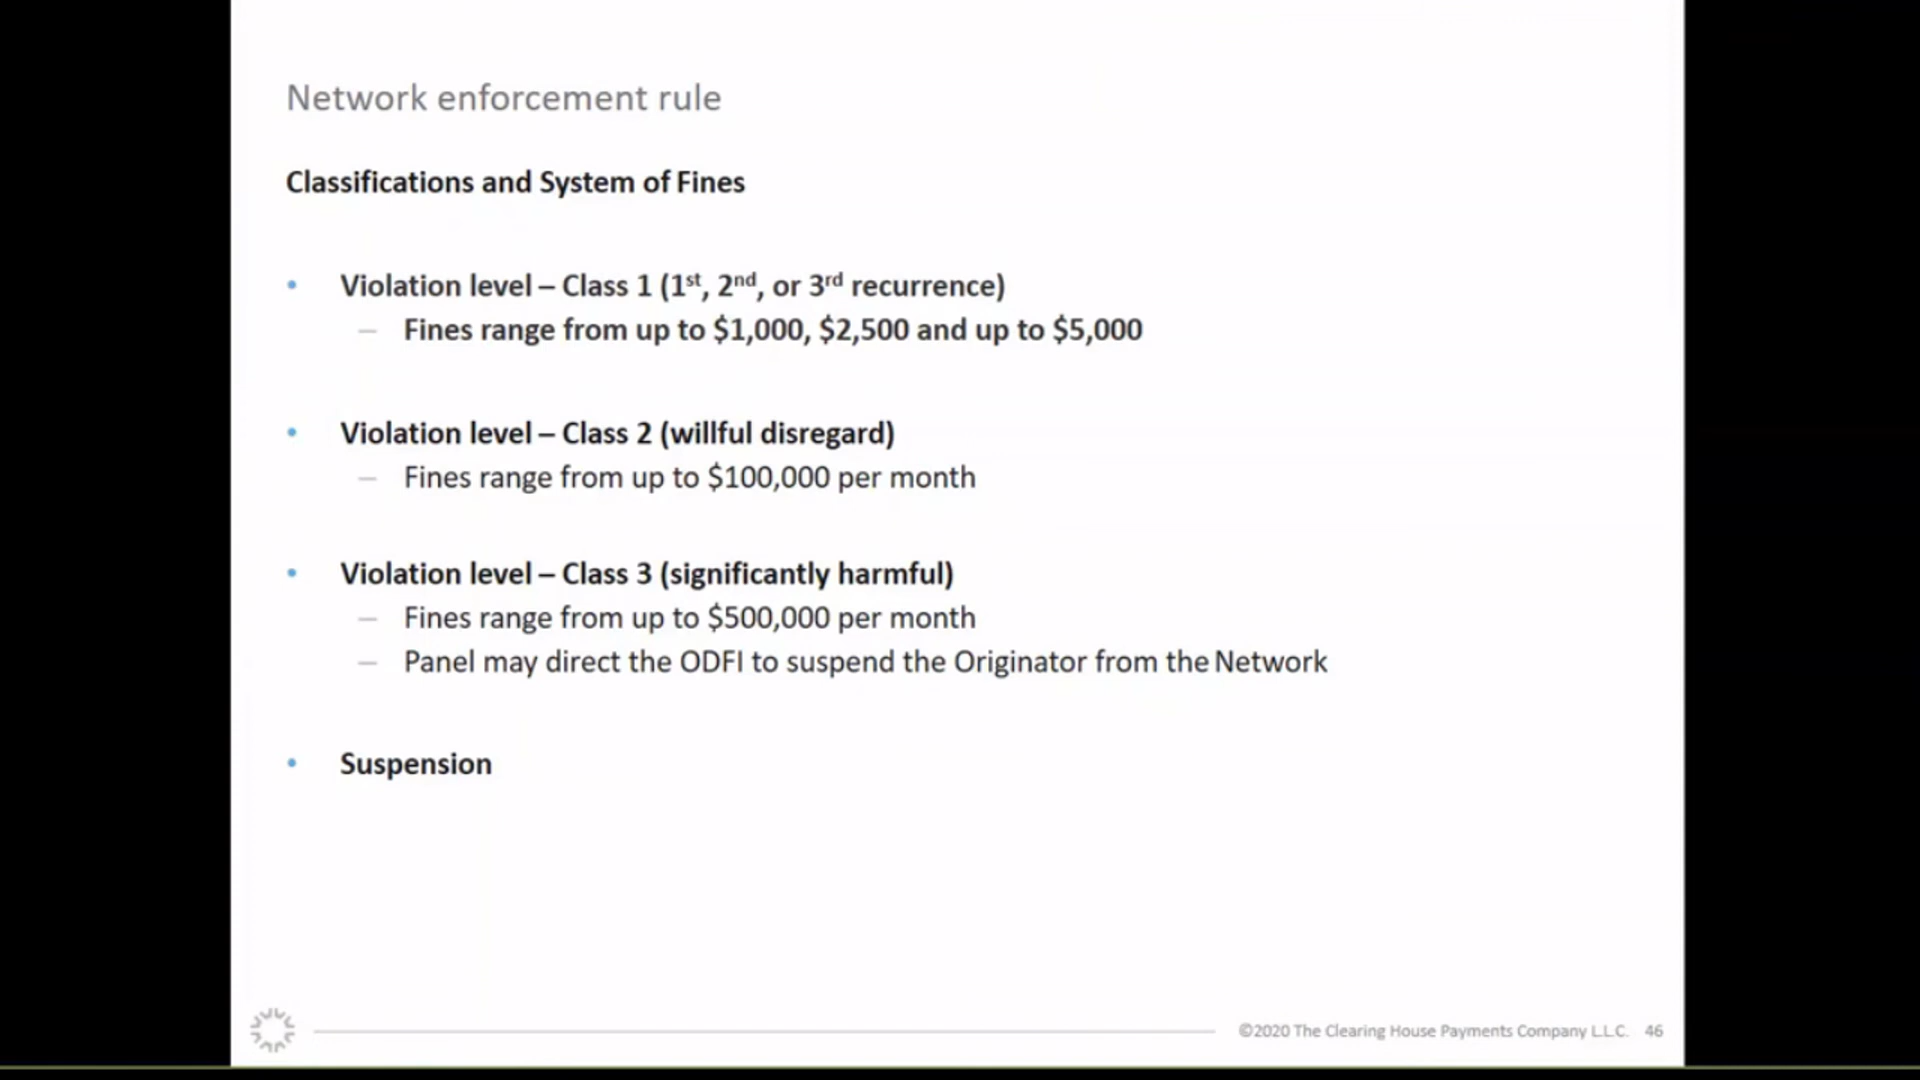 Network enforcement rule
Classifications and System of Fines
• Violation level – Class 1 (1st, 2nd, or 3rd recurrence)
– Fines range from up to $1,000, $2,500 and up to $5,000
• Violation level – Class 2 (willful disregard)
– Fines range from up to $100,000 per month
• Violation level – Class 3 (significantly harmful)
– Fines range from up to $500,000 per month
– Panel may direct the ODFI to suspend the Originator from the Network
• Suspension
©2020 The Clearing House Payments Company L.L.C. 46